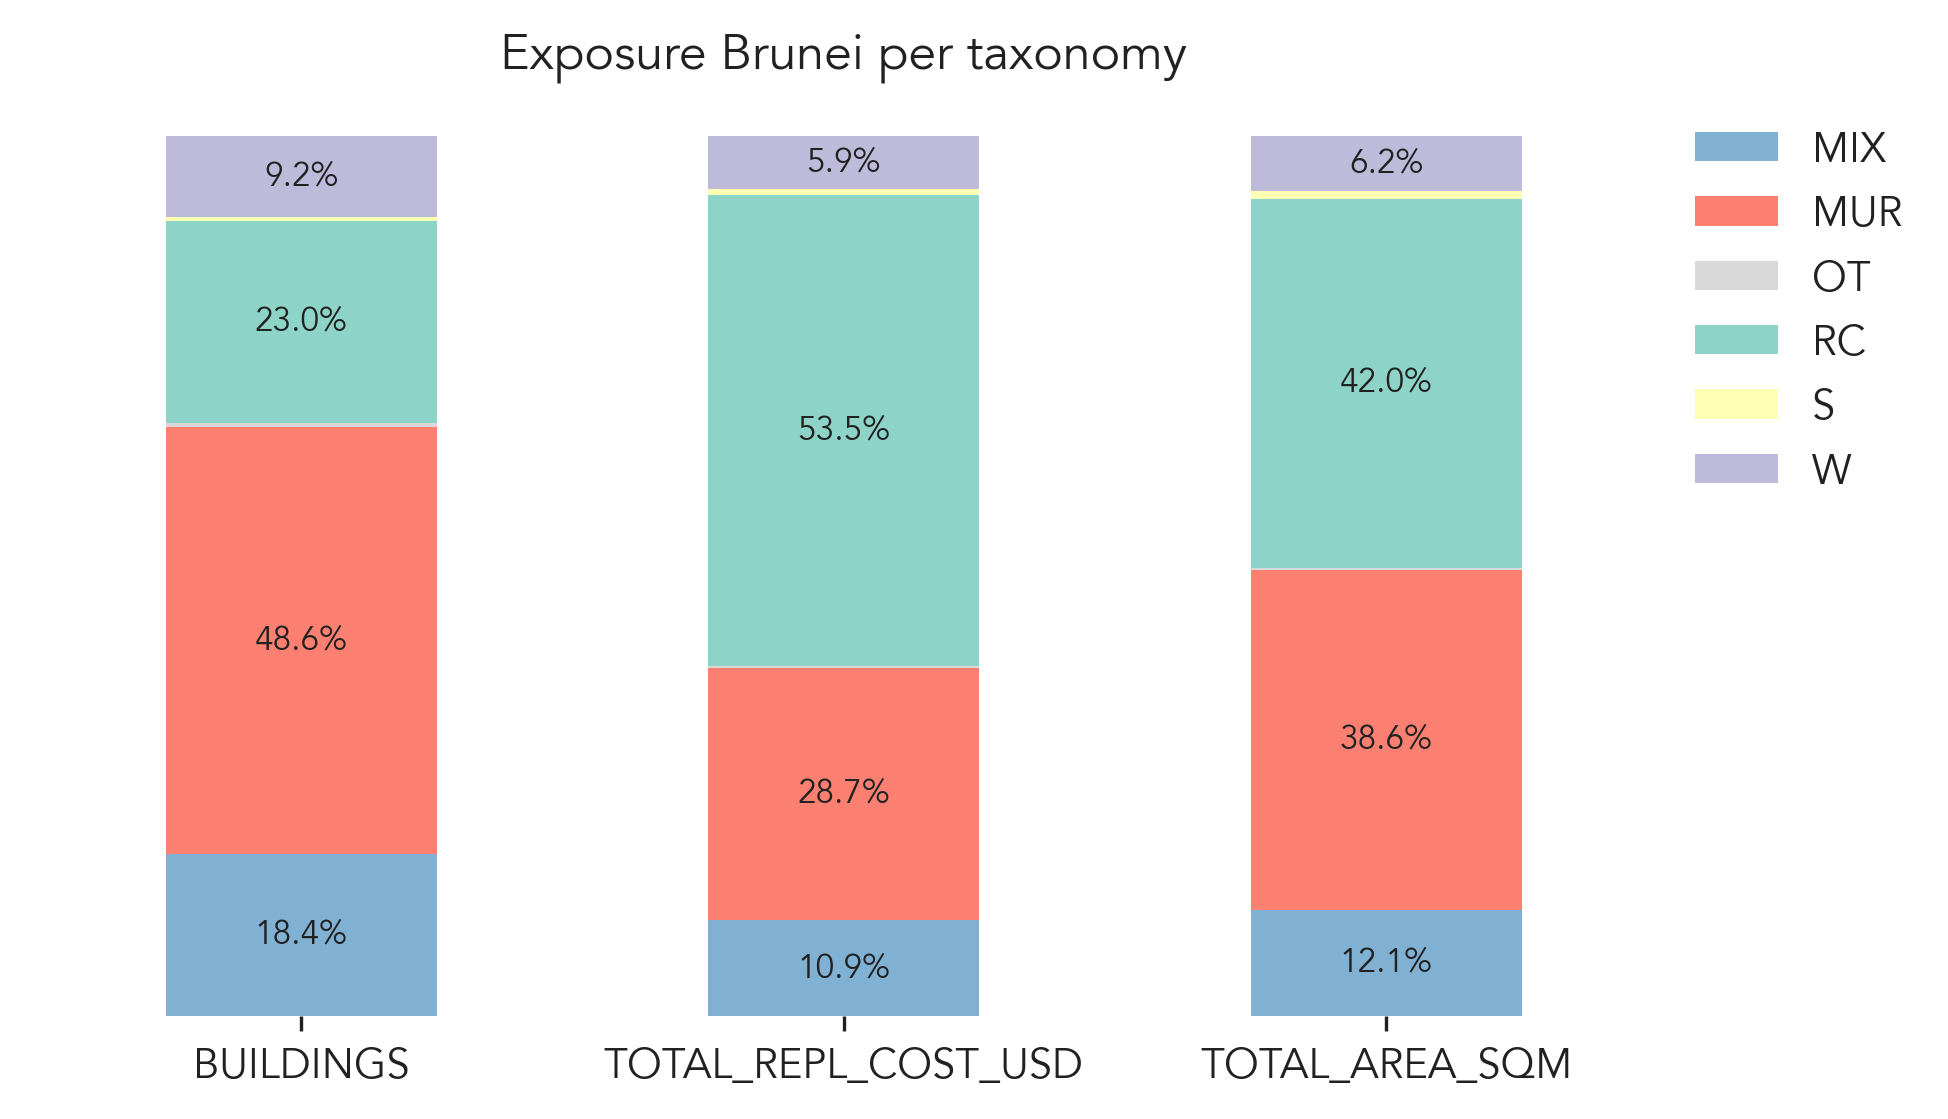 Exposure Brunei per taxonomy
9.2%
23.0%
48.6%
18.4%
5.9%
53.5%
28.7%
10.9%
6.2%
42.0%
38.6%
12.1%
BUILDINGS
TOTAL_REPL_COST_USD
TOTAL_AREA_SQM
MIX
MUR
OT
RC
S
W